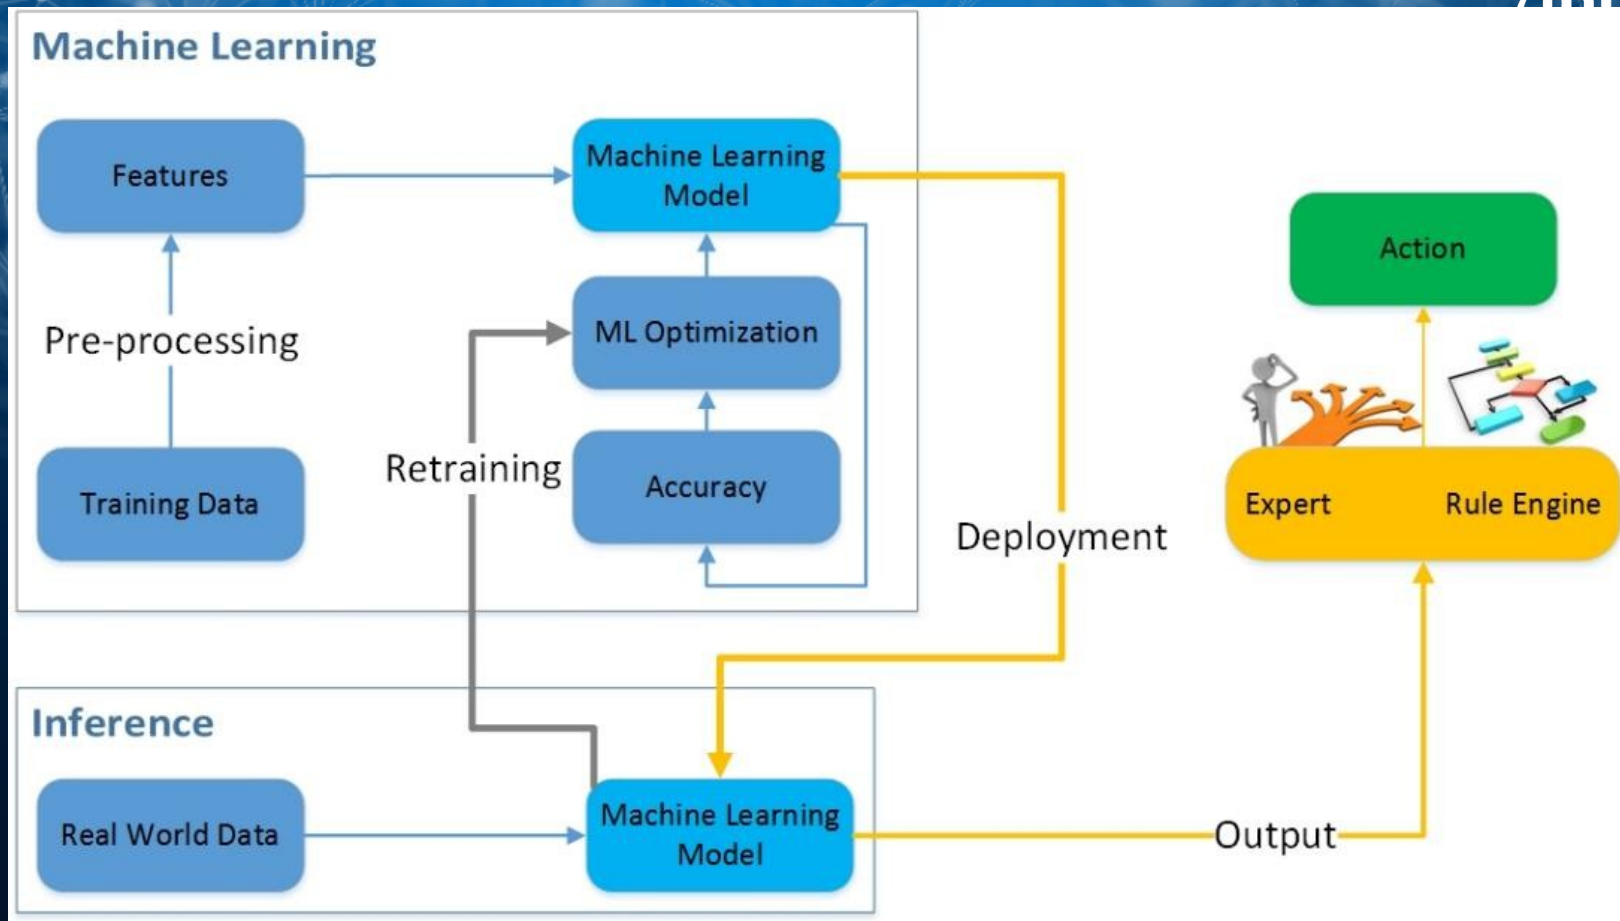 Machine Learning
Features
Machine Learning
Model
Action
Pre-processing
ML Optimization
Retraining
Accuracy
Training Data
Expert
Rule Engine
Deployment
Inference
Real World Data
Machine Learning
Model
Output